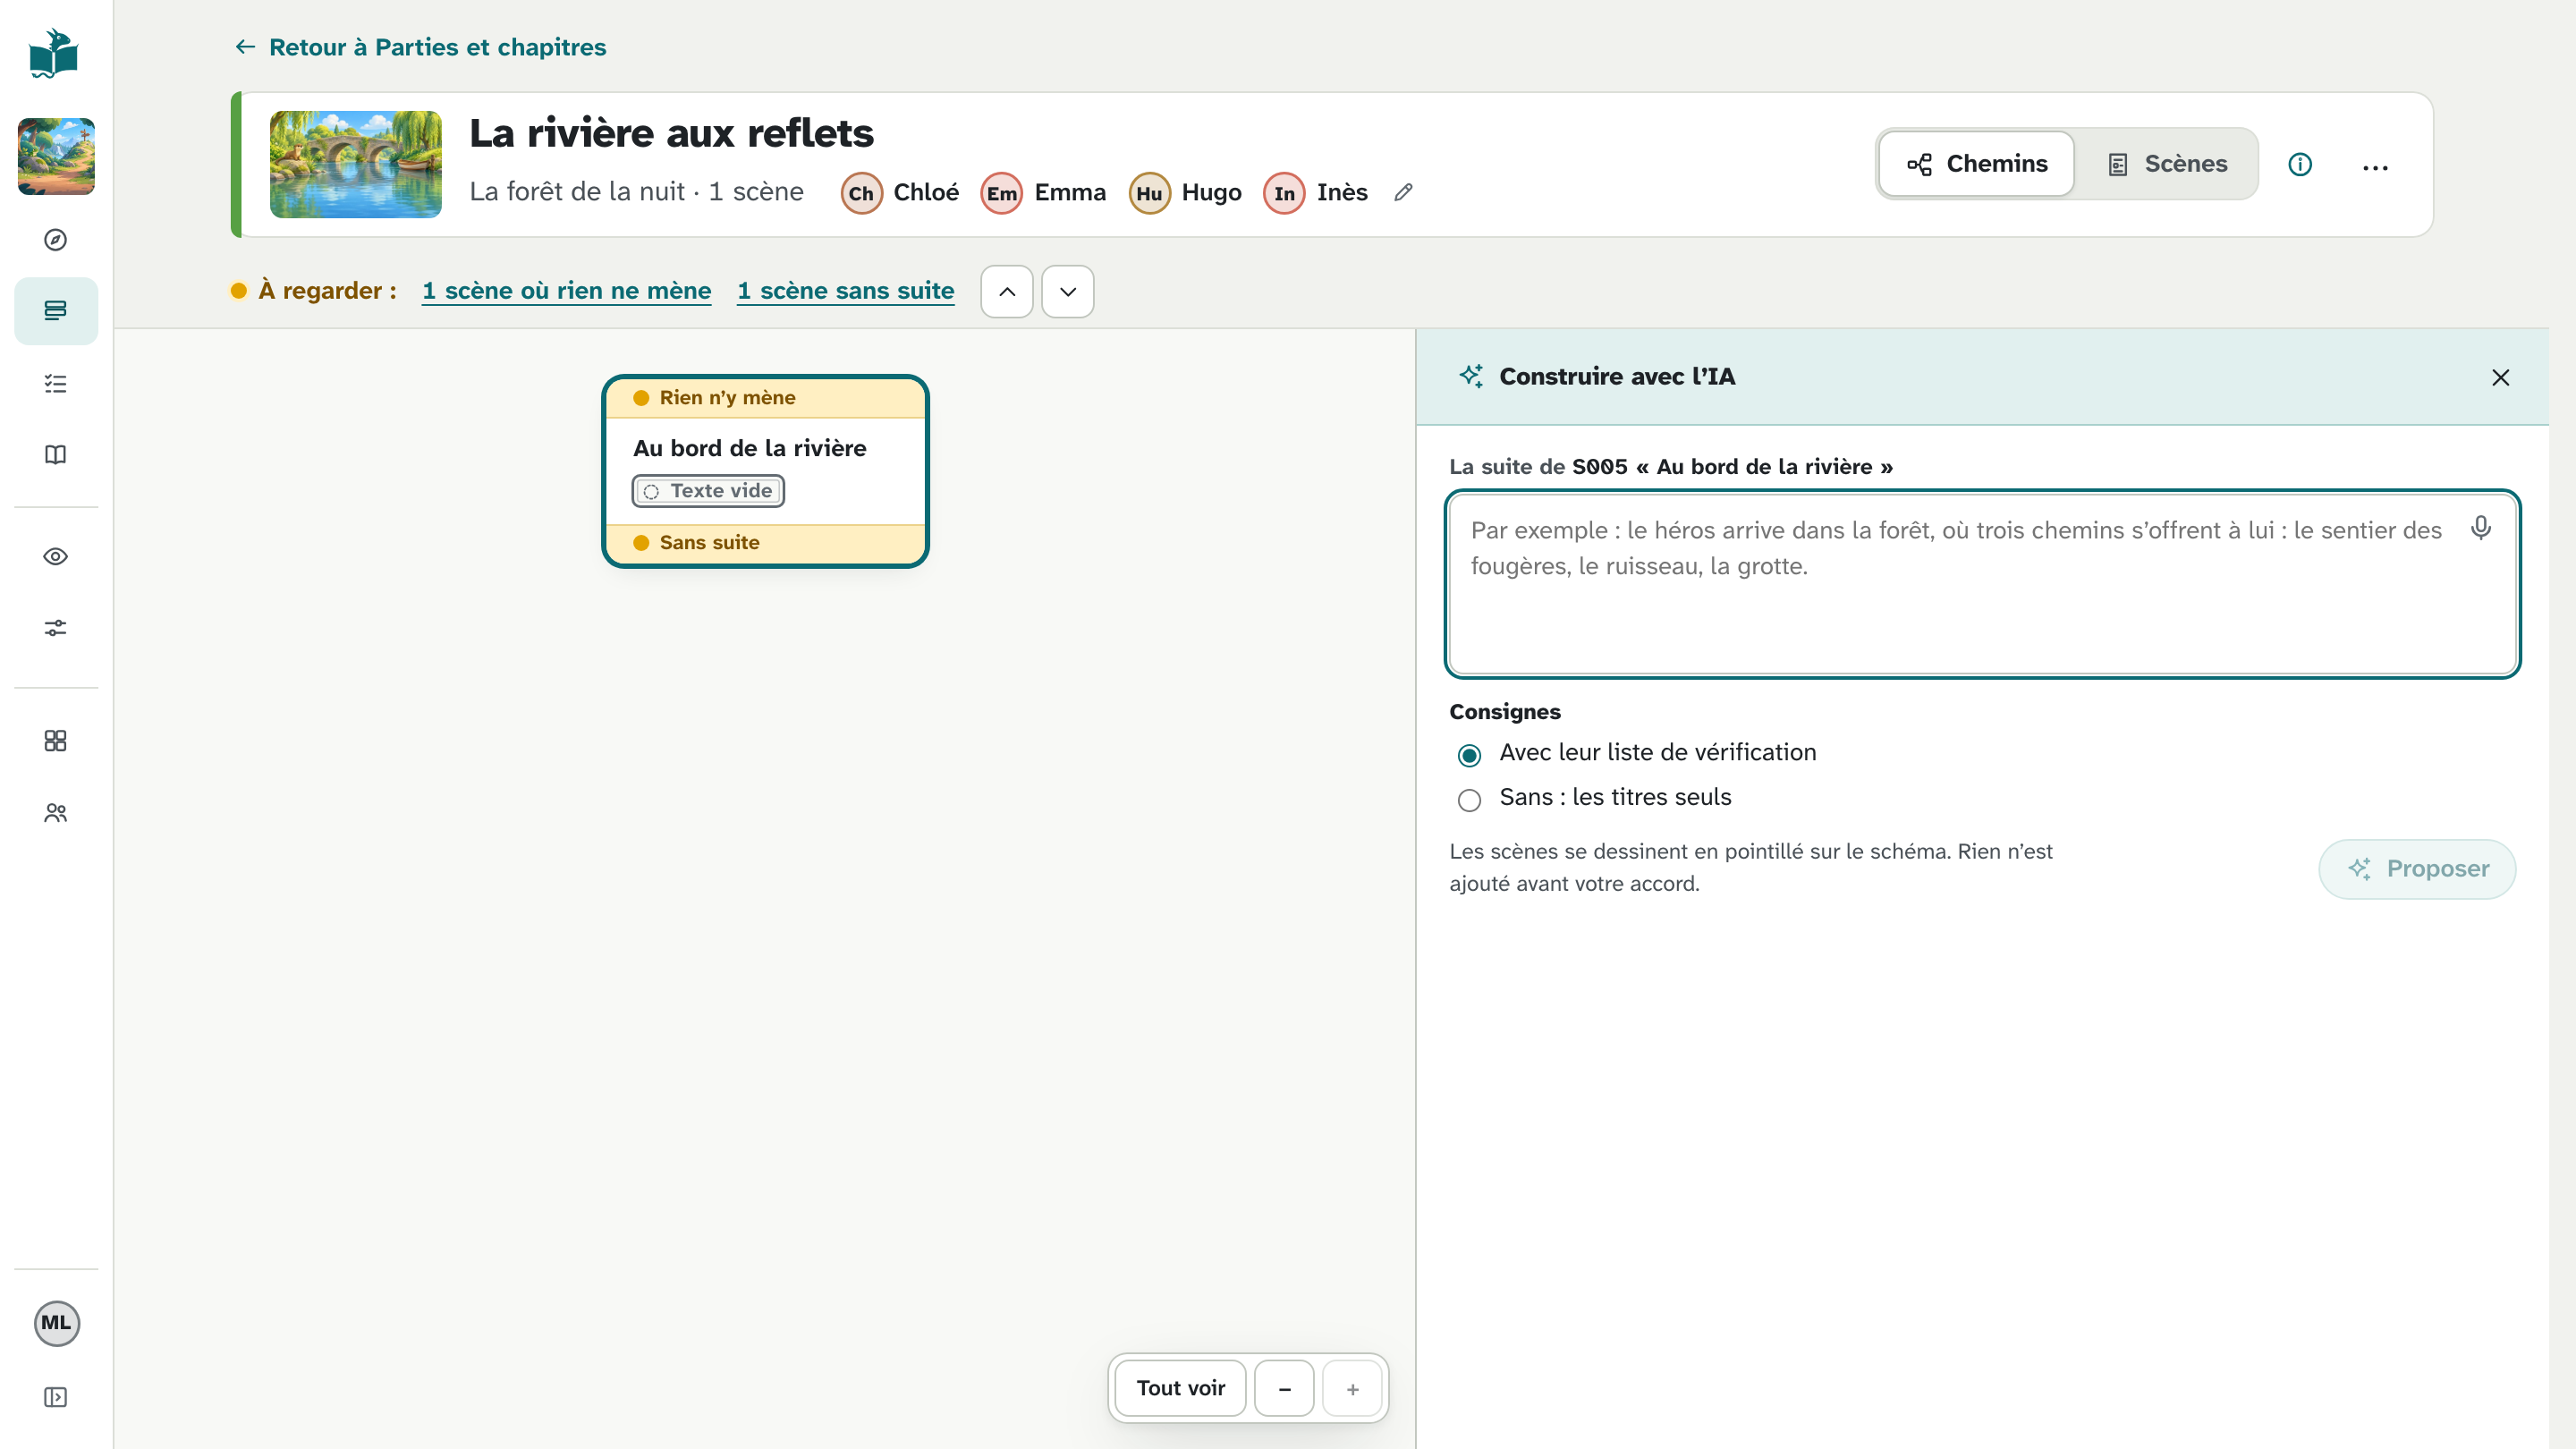 Retour à Parties et chapitres
La rivière aux reflets
La forêt de la nuit · 1 scène
Ch Chloé Em Emma Hu Hugo In Inès
Chemins
Scènes
À regarder : 1 scène où rien ne mène 1 scène sans suite
Rien n’y mène
Au bord de la rivière
Texte vide
Sans suite
Construire avec l’IA
La suite de S005 « Au bord de la rivière »
Par exemple : le héros arrive dans la forêt, où trois chemins s’offrent à lui : le sentier des
fougères, le ruisseau, la grotte.
Consignes
Avec leur liste de vérification
Sans : les titres seuls
Les scènes se dessinent en pointillé sur le schéma. Rien n’est
ajouté avant votre accord.
Proposer
ML
Tout voir − +